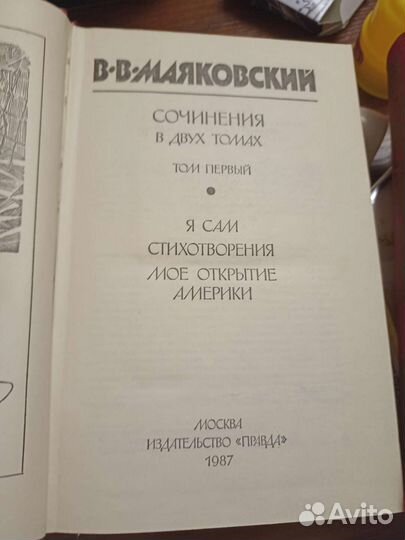 В·В·МАЯКОВСКИЙ
СОЧИНЕНИЯ
В ДВУХ ТОМАХ
ТОМ ПЕРВЫЙ
Я САМ
СТИХОТВОРЕНИЯ
МОЕ ОТКРЫТИЕ
АМЕРИКИ
МОСКВА
ИЗДАТЕЛЬСТВО «ПРАВДА»
1987
Avito